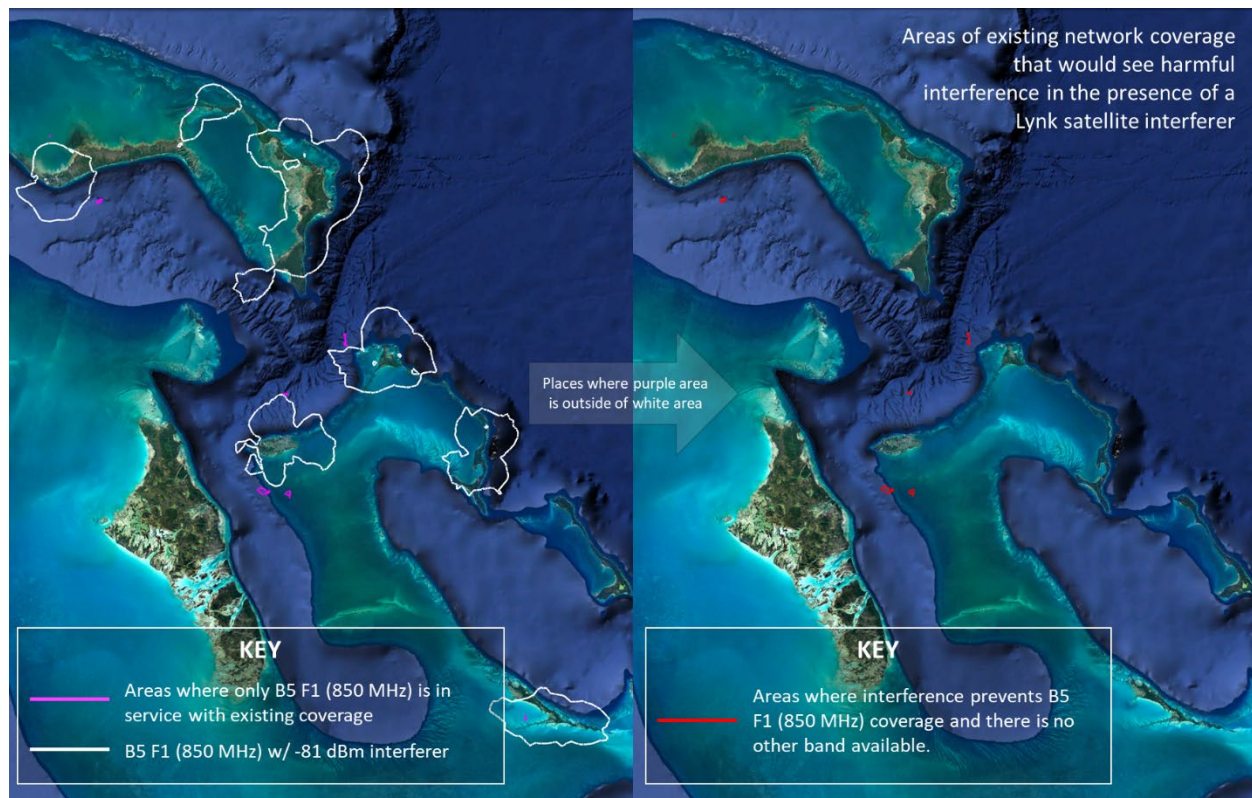 Areas of existing network coverage
that would see harmful
interference in the presence of a
Lynk satellite interferer
Places where purple area
is outside of white area
KEY
Areas where only B5 F1 (850 MHz) is in
service with existing coverage
B5 F1 (850 MHz) w/ -81 dBm interferer
KEY
Areas where interference prevents B5
F1 (850 MHz) coverage and there is no
other band available.